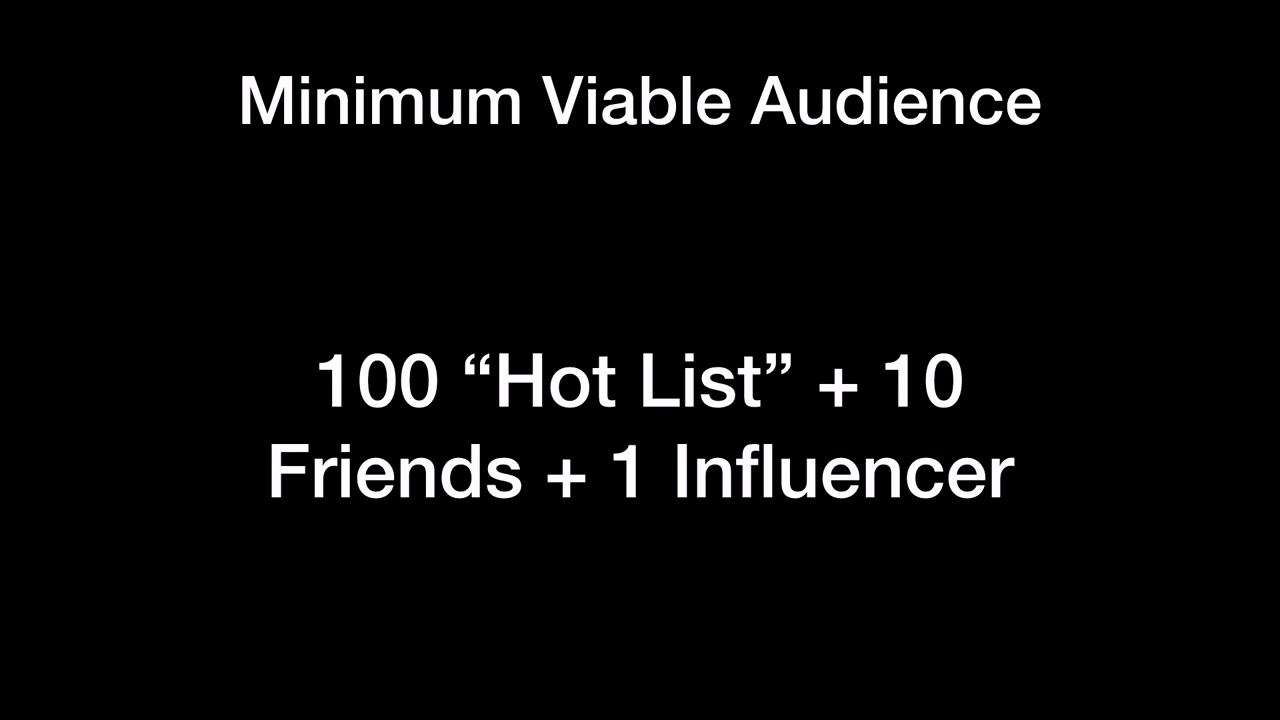 Minimum Viable Audience
100 “Hot List” + 10
Friends + 1 Influencer